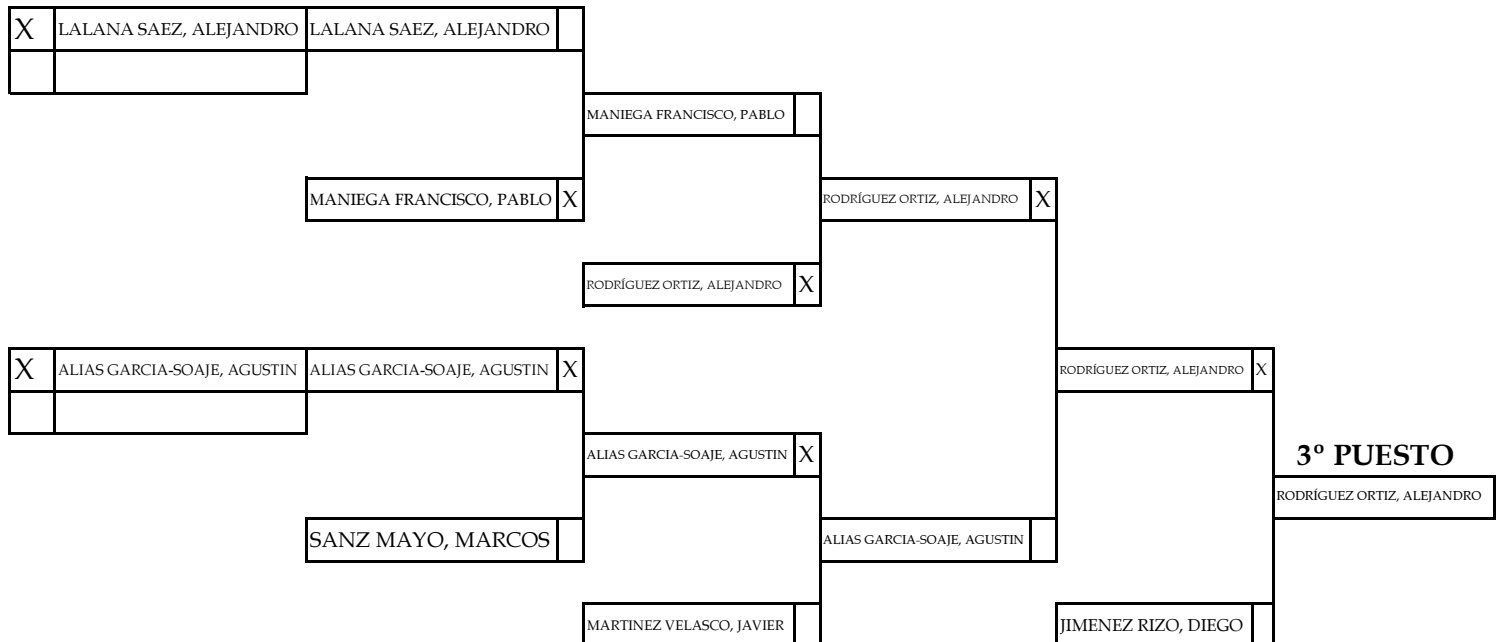 X LALANA SAEZ, ALEJANDRO LALANA SAEZ, ALEJANDRO
MANIEGA FRANCISCO, PABLO
MANIEGA FRANCISCO, PABLO X
RODRÍGUEZ ORTIZ, ALEJANDRO X
RODRÍGUEZ ORTIZ, ALEJANDRO X
X ALIAS GARCIA-SOAJE, AGUSTIN ALIAS GARCIA-SOAJE, AGUSTIN X
RODRÍGUEZ ORTIZ, ALEJANDRO X
ALIAS GARCIA-SOAJE, AGUSTIN X
3º PUESTO
RODRÍGUEZ ORTIZ, ALEJANDRO
SANZ MAYO, MARCOS
ALIAS GARCIA-SOAJE, AGUSTIN
MARTINEZ VELASCO, JAVIER
JIMENEZ RIZO, DIEGO